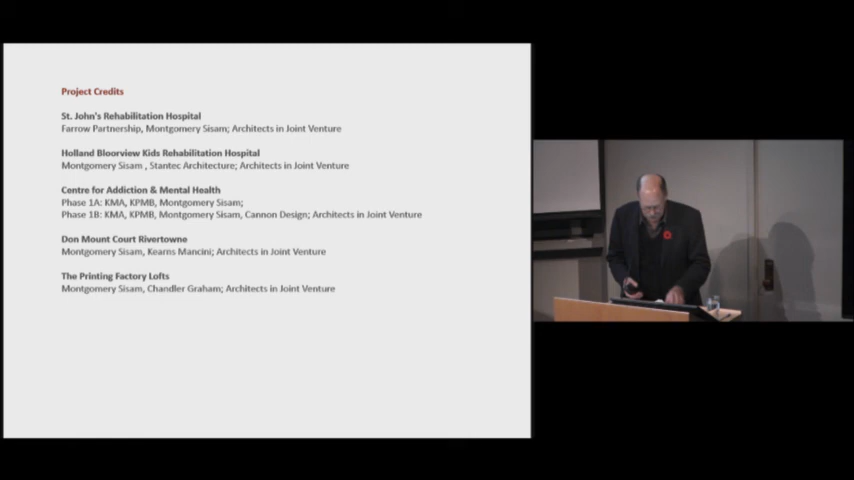 Project Credits
St. John's Rehabilitation Hospital
Farrow Partnership, Montgomery Sisam; Architects in Joint Venture
Holland Bloorview Kids Rehabilitation Hospital
Montgomery Sisam , Stantec Architecture; Architects in Joint Venture
Centre for Addiction & Mental Health
Phase 1A: KMA, KPMB, Montgomery Sisam;
Phase 1B: KMA, KPMB, Montgomery Sisam, Cannon Design; Architects in Joint Venture
Don Mount Court Rivertowne
Montgomery Sisam, Kearns Mancini; Architects in Joint Venture
The Printing Factory Lofts
Montgomery Sisam, Chandler Graham; Architects in Joint Venture